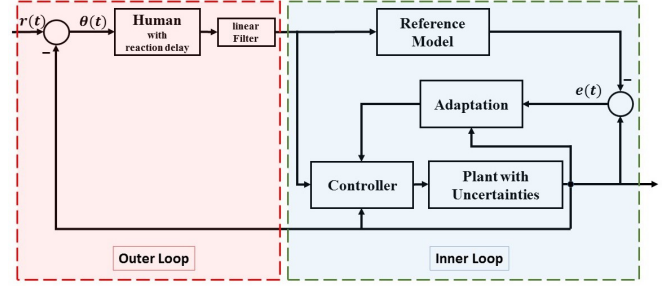 r(t)
θ(t)
Human
with
reaction delay
linear
Filter
Reference
Model
−
−
e(t)
Adaptation
Controller
Plant with
Uncertainties
Outer Loop
Inner Loop